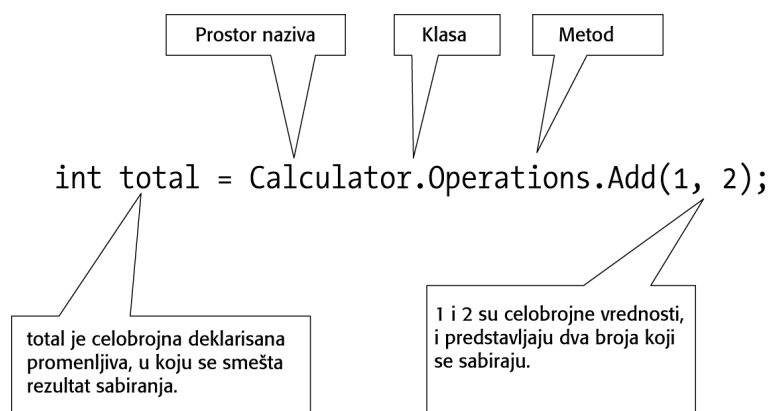 Prostor naziva
Klasa
Metod
int total = Calculator.Operations.Add(1, 2);
total je celobrojna deklarisana
promenljiva, u koju se smešta
rezultat sabiranja.
1 i 2 su celobrojne vrednosti,
i predstavljaju dva broja koji
se sabiraju.